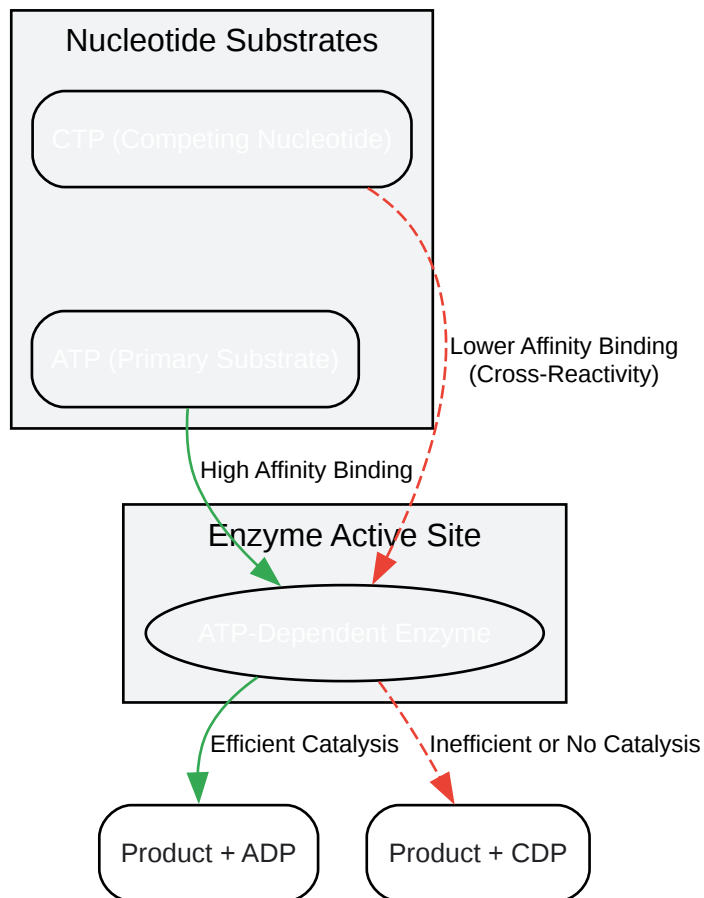 Nucleotide Substrates
CTP (Competing Nucleotide)
ATP (Primary Substrate)
Lower Affinity Binding
(Cross-Reactivity)
High Affinity Binding
Enzyme Active Site
ATP-Dependent Enzyme
Efficient Catalysis
Inefficient or No Catalysis
Product + ADP
Product + CDP